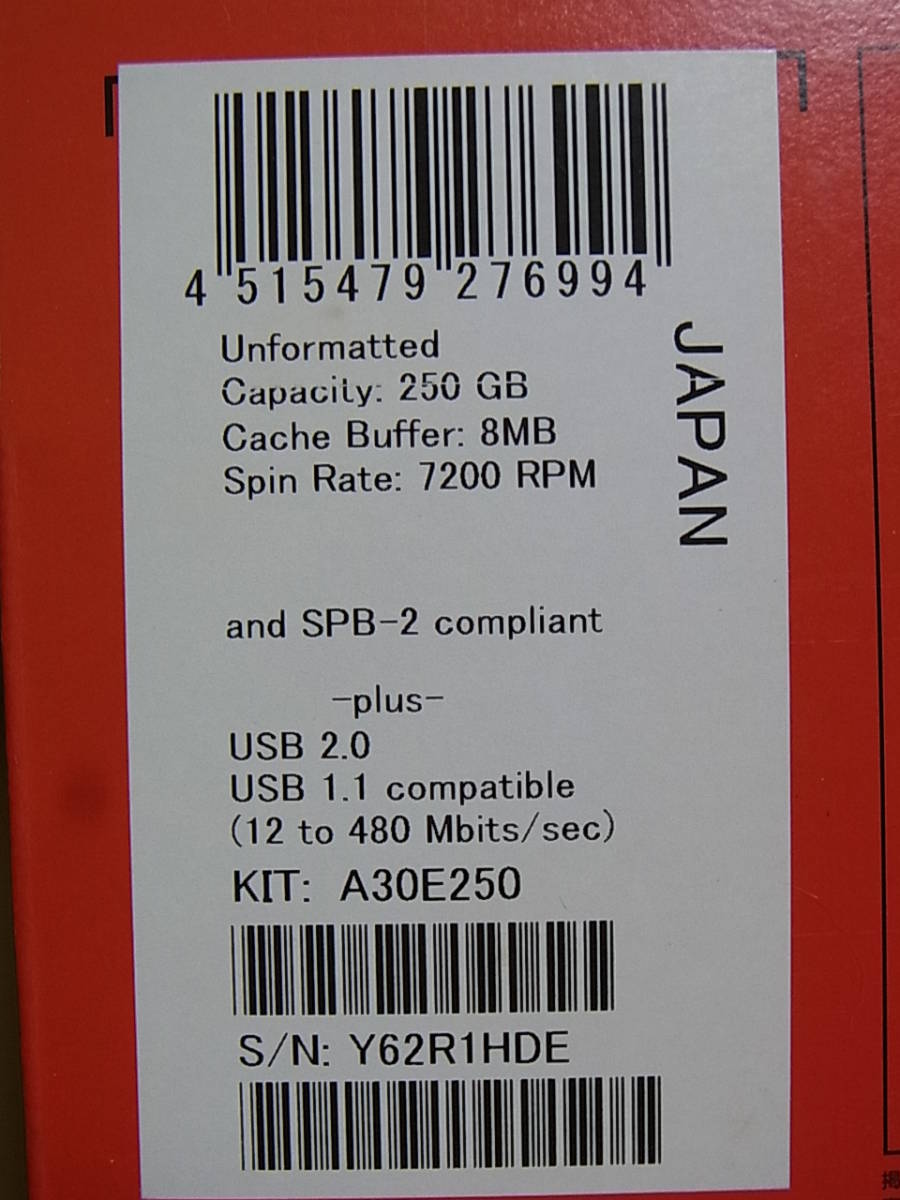 4 515479 276994
JAPAN
Unformatted
Capacity: 250 GB
Cache Buffer: 8MB
Spin Rate: 7200 RPM
and SPB-2 compliant
-plus-
USB 2.0
USB 1.1 compatible
(12 to 480 Mbits/sec)
KIT: A30E250
S/N: Y62R1HDE